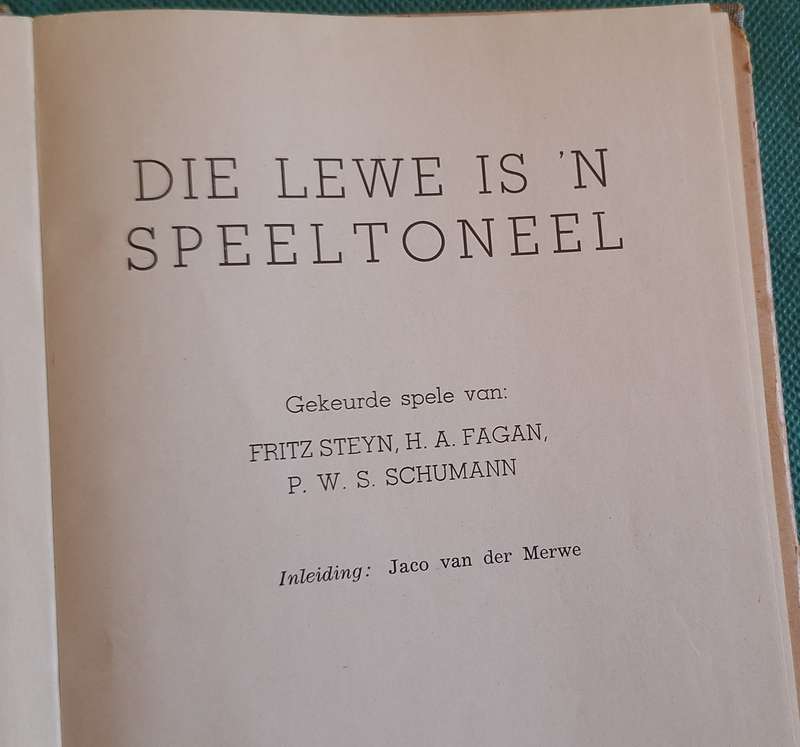 DIE LEWE IS 'N
SPEELTONEEL
Gekeurde spele van:
FRITZ STEYN, H. A. FAGAN,
P. W. S. SCHUMANN
Inleiding: Jaco van der Merwe